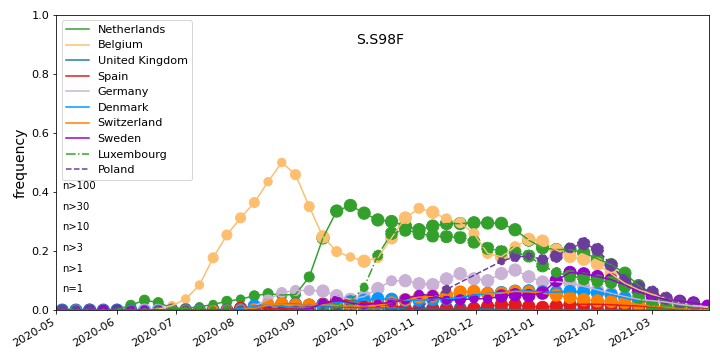 S.S98F
frequency
1.0
0.8
0.6
0.4
0.2
0.0
Netherlands
Belgium
United Kingdom
Spain
Germany
Denmark
Switzerland
Sweden
Luxembourg
Poland
n>100
n>30
n>10
n>3
n>1
n=1
2020-05
2020-06
2020-07
2020-08
2020-09
2020-10
2020-11
2020-12
2021-01
2021-02
2021-03